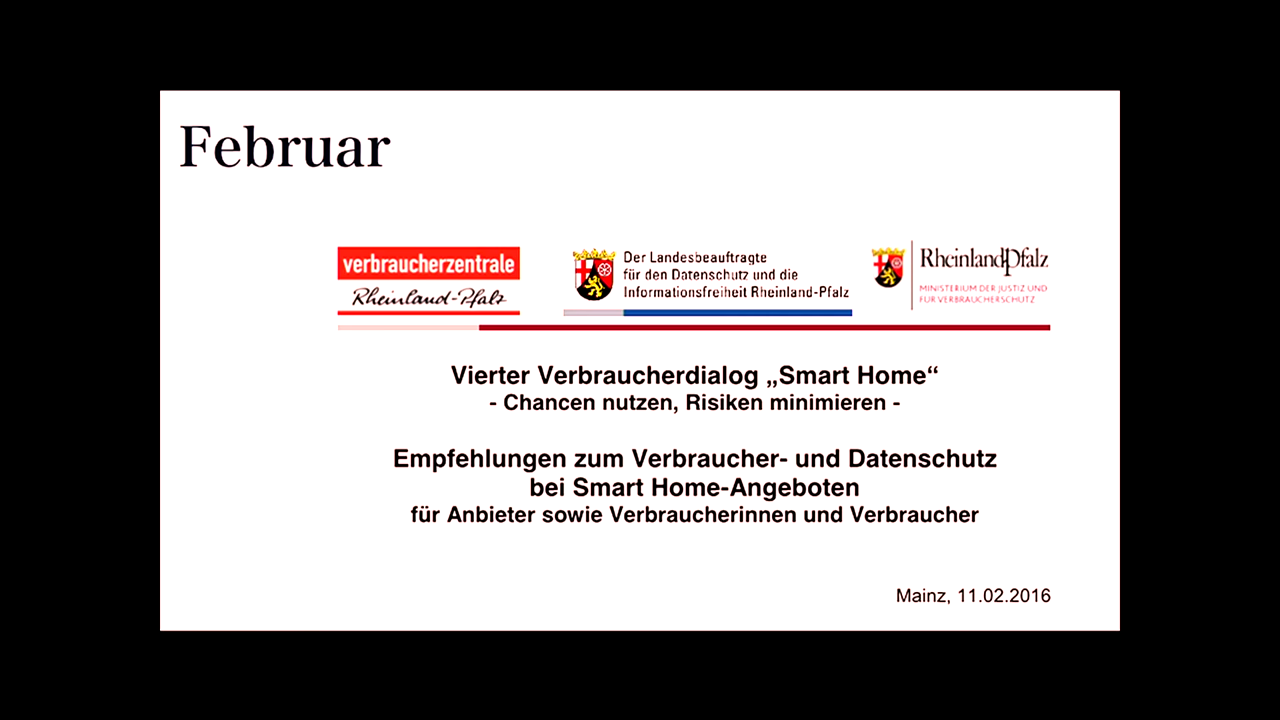 Februar
verbraucherzentrale
Rheinland-Pfalz
Der Landesbeauftragte
für den Datenschutz und die
Informationsfreiheit Rheinland-Pfalz
RheinlandPfalz
MINISTERIUM DER JUSTIZ UND
FÜR VERBRAUCHERSCHUTZ
Vierter Verbraucherdialog „Smart Home“
- Chancen nutzen, Risiken minimieren -
Empfehlungen zum Verbraucher- und Datenschutz
bei Smart Home-Angeboten
für Anbieter sowie Verbraucherinnen und Verbraucher
Mainz, 11.02.2016